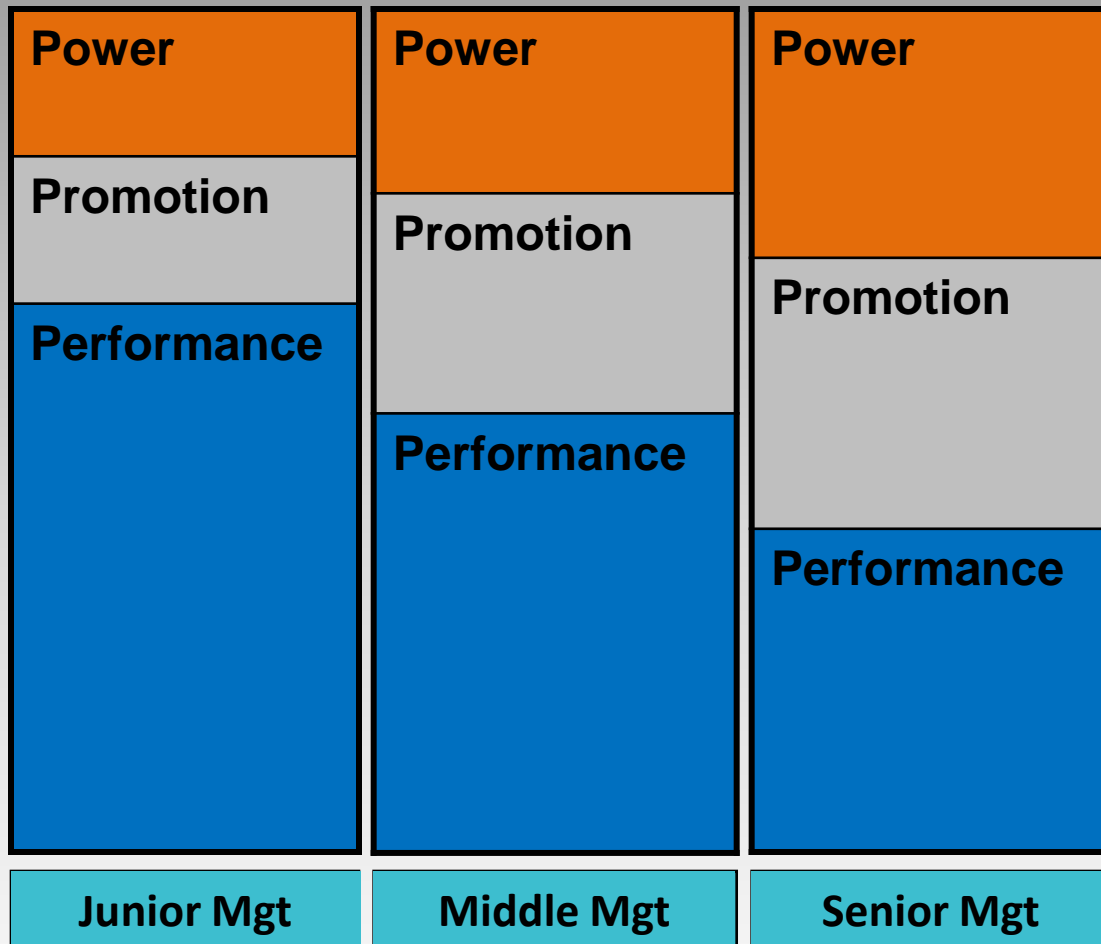 Power
Promotion
Performance
Junior Mgt
Power
Promotion
Performance
Middle Mgt
Power
Promotion
Performance
Senior Mgt